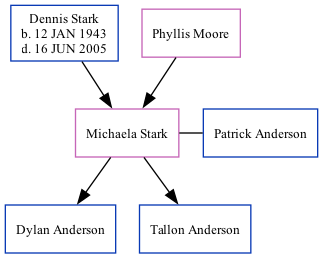 Dennis Stark
b. 12 JAN 1943
d. 16 JUN 2005
Phyllis Moore
Michaela Stark
Patrick Anderson
Dylan Anderson
Tallon Anderson